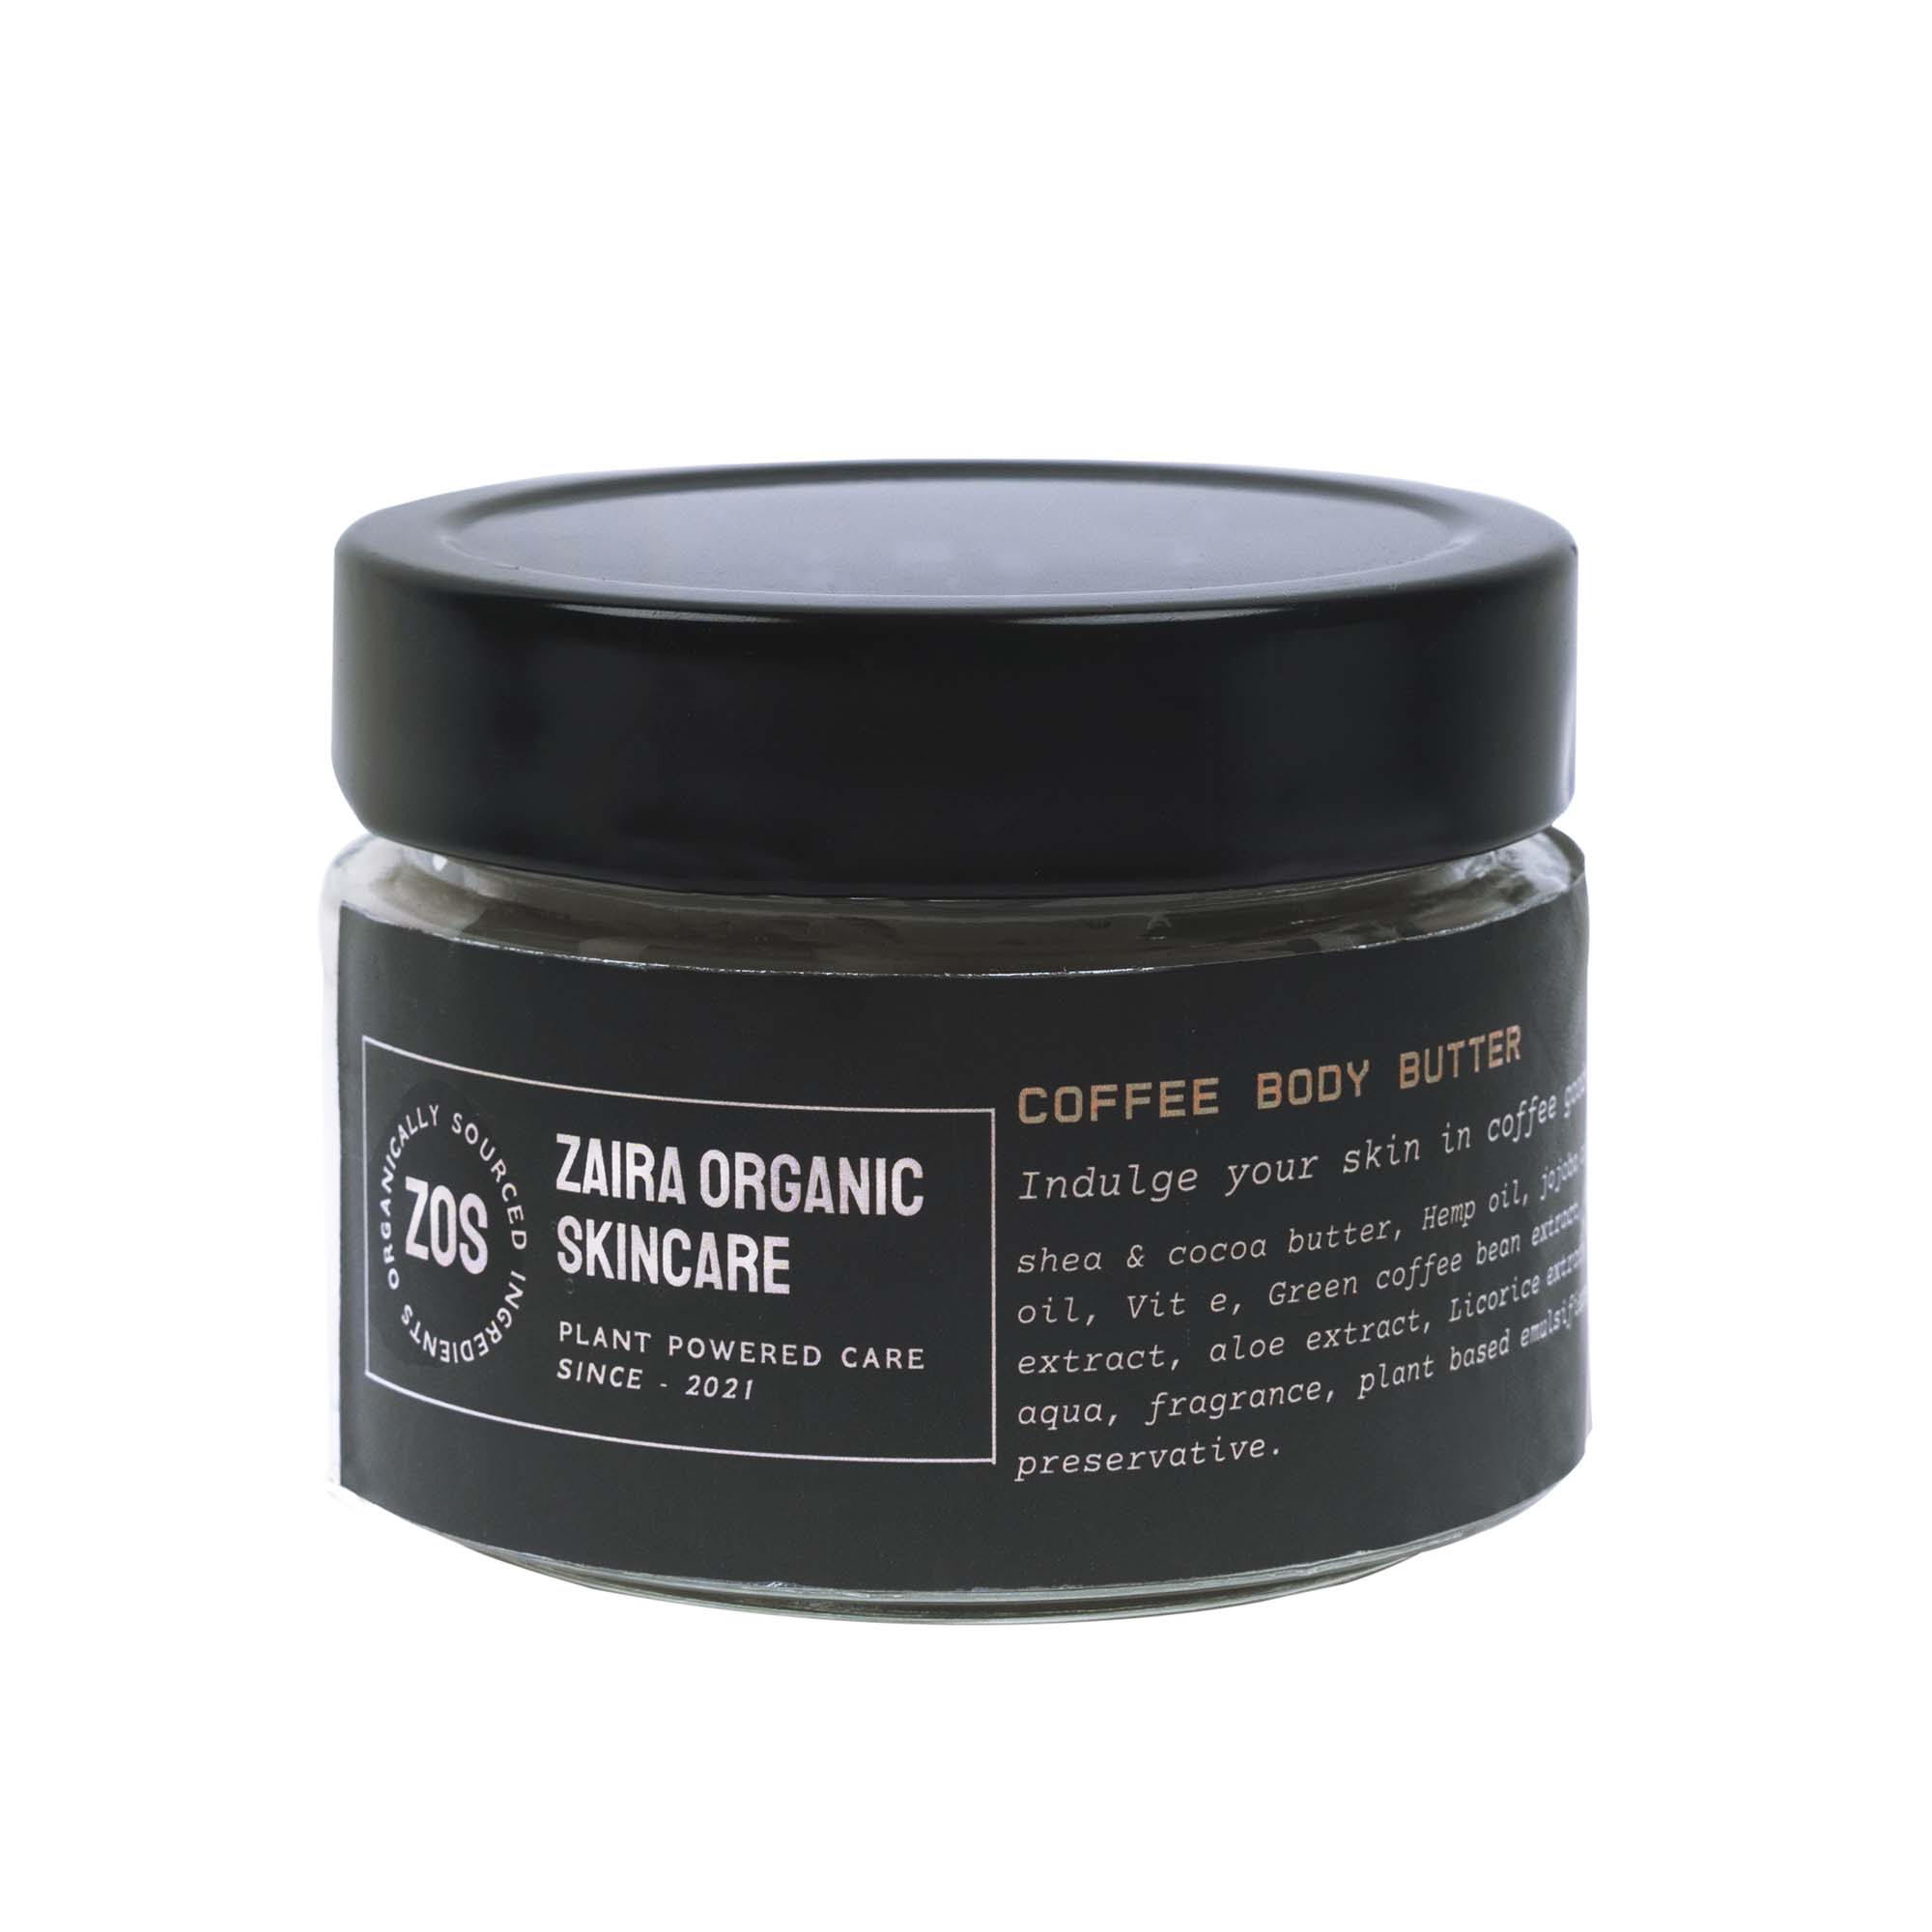 ORGANICALLY SOURCED INGREDIENTS
ZOS
ZAIRA ORGANIC
SKINCARE
PLANT POWERED CARE
SINCE - 2021
COFFEE BODY BUTTER
Indulge your skin in coffee
shea & cocoa butter, Hemp oil, jojoba
oil, Vit e, Green coffee bean extract,
extract, aloe extract, Licorice
aqua, fragrance, plant based
preservative.